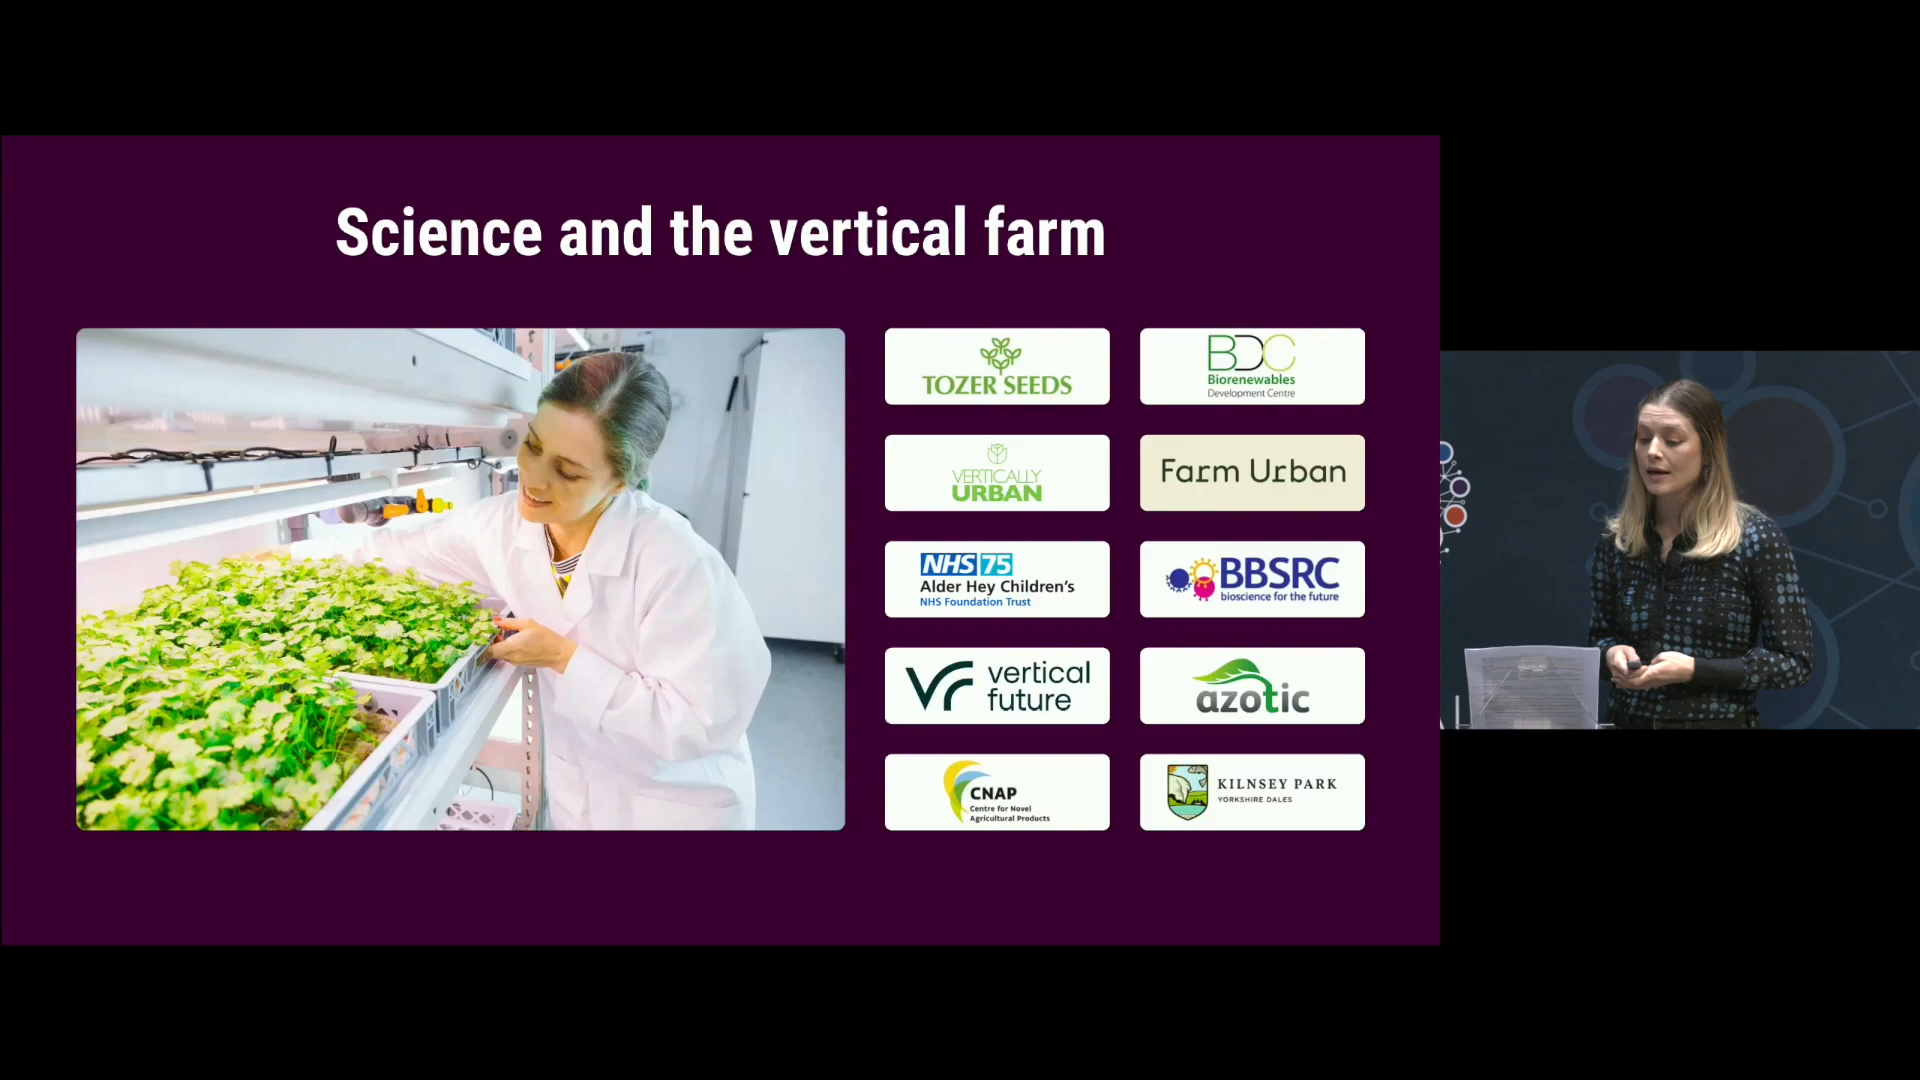 Science and the vertical farm
TOZER SEEDS
BDC
Biorenewables
Development Centre
VERTICALLY
URBAN
Farm Urban
NHS 75
Alder Hey Children's
NHS Foundation Trust
BBSRC
bioscience for the future
vertical
future
azotic
CNAP
Centre for Novel
Agricultural Products
KILNSEY PARK
YORKSHIRE DALES